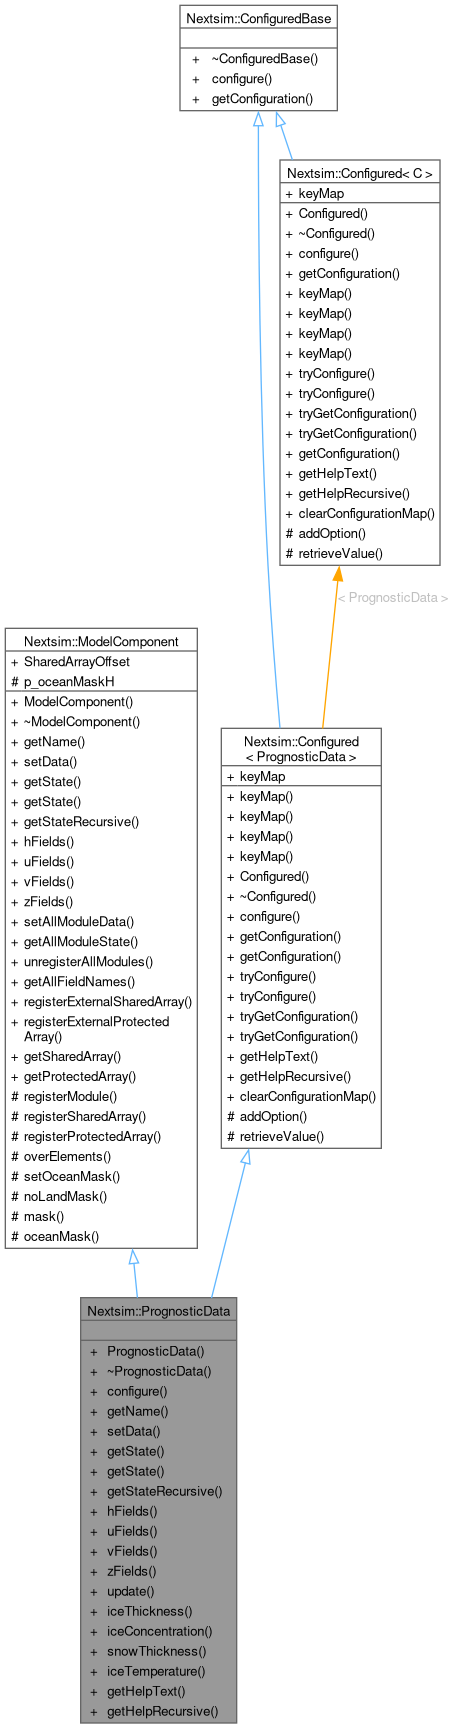 Nextsim::ConfiguredBase
+ ~ConfiguredBase()
+ configure()
+ getConfiguration()
Nextsim::Configured< C >
+ keyMap
+ Configured()
+ ~Configured()
+ configure()
+ getConfiguration()
+ keyMap()
+ keyMap()
+ keyMap()
+ keyMap()
+ tryConfigure()
+ tryConfigure()
+ tryGetConfiguration()
+ tryGetConfiguration()
+ getConfiguration()
+ getHelpText()
+ getHelpRecursive()
+ clearConfigurationMap()
# addOption()
# retrieveValue()
< PrognosticData >
Nextsim::ModelComponent
+ SharedArrayOffset
# p_oceanMaskH
+ ModelComponent()
+ ~ModelComponent()
+ getName()
+ setData()
+ getState()
+ getState()
+ getStateRecursive()
+ hFields()
+ uFields()
+ vFields()
+ zFields()
+ setAllModuleData()
+ getAllModuleState()
+ unregisterAllModules()
+ getAllFieldNames()
+ registerExternalSharedArray()
+ registerExternalProtected
Array()
+ getSharedArray()
+ getProtectedArray()
# registerModule()
# registerSharedArray()
# registerProtectedArray()
# overElements()
# setOceanMask()
# noLandMask()
# mask()
# oceanMask()
Nextsim::Configured
< PrognosticData >
+ keyMap
+ keyMap()
+ keyMap()
+ keyMap()
+ keyMap()
+ Configured()
+ ~Configured()
+ configure()
+ getConfiguration()
+ getConfiguration()
+ tryConfigure()
+ tryConfigure()
+ tryGetConfiguration()
+ tryGetConfiguration()
+ getHelpText()
+ getHelpRecursive()
+ clearConfigurationMap()
# addOption()
# retrieveValue()
Nextsim::PrognosticData
+ PrognosticData()
+ ~PrognosticData()
+ configure()
+ getName()
+ setData()
+ getState()
+ getState()
+ getStateRecursive()
+ hFields()
+ uFields()
+ vFields()
+ zFields()
+ update()
+ iceThickness()
+ iceConcentration()
+ snowThickness()
+ iceTemperature()
+ getHelpText()
+ getHelpRecursive()